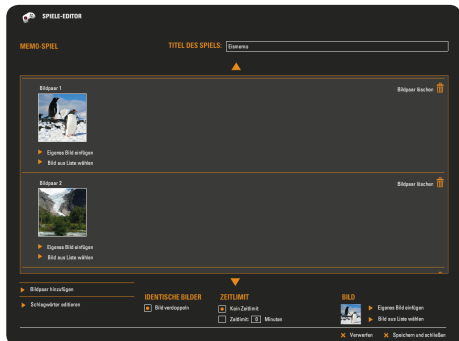 SPIELE-EDITOR
MEMO-SPIEL
TITEL DES SPIELS: Eismemo
Bildpaar 1
Bildpaar löschen
Eigenes Bild einfügen
Bild aus Liste wählen
Bildpaar 2
Bildpaar löschen
Eigenes Bild einfügen
Bild aus Liste wählen
Bildpaar hinzufügen
Schlagwörter editieren
IDENTISCHE BILDER
Bild verdoppeln
ZEITLIMIT
Kein Zeitlimit
Zeitlimit: 0 Minuten
BILD
Eigenes Bild einfügen
Bild aus Liste wählen
Verwerfen
Speichern und schließen